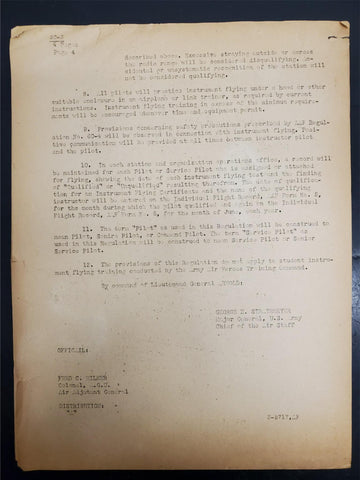 50-3
4 Pages
Page 4
described above. Excessive straying outside or across
the radio range will be considered disqualifying. Ac-
cidental or unsystematic recognition of the station will
not be considered qualifying.
8. All pilots will practice instrument flying under a hood or other
suitable enclosure in an airplane or link trainer, as required by current
instructions. Instrument flying training in excess of the minimum require-
ments will be encouraged whenever time and equipment permit.
9. Provisions concerning safety precautions prescribed by AAF Regu-
lation No. 60-4 will be observed in connection with instrument flying. Posi-
tive communication will be provided at all times between instructor pilot
and the pilot.
10. In each station and organization operations office, a record will
be maintained for each Pilot or Service Pilot who is assigned or attached
for flying, showing the date of each instrument flying test and the finding
of "Qualified" or "Unqualified" resulting therefrom. The date of qualifica-
tion for an Instrument Flying Certificate and the name of the qualifying
instructor will be entered on the Individual Flight Record, AAF Form No. 5,
for the month during which the pilot qualified and again in the Individual
Flight Record, AAF Form No. 5, for the month of June, each year.
11. The term "Pilot" as used in this Regulation will be construed to
mean Pilot, Senior Pilot, or Command Pilot. The term "Service Pilot" as
used in this Regulation will be construed to mean Service Pilot or Senior
Service Pilot.
12. The provisions of this Regulation do not apply to student instru-
ment flying training conducted by the Army Air Forces Training Command.
By command of Lieutenant General ARNOLD:
GEORGE E. STRATEMEYER
Major General, U.S. Army
Chief of the Air Staff
OFFICIAL:
FRED C. MILNER
Colonel, A.G.D.
Air Adjutant General
DISTRIBUTION: